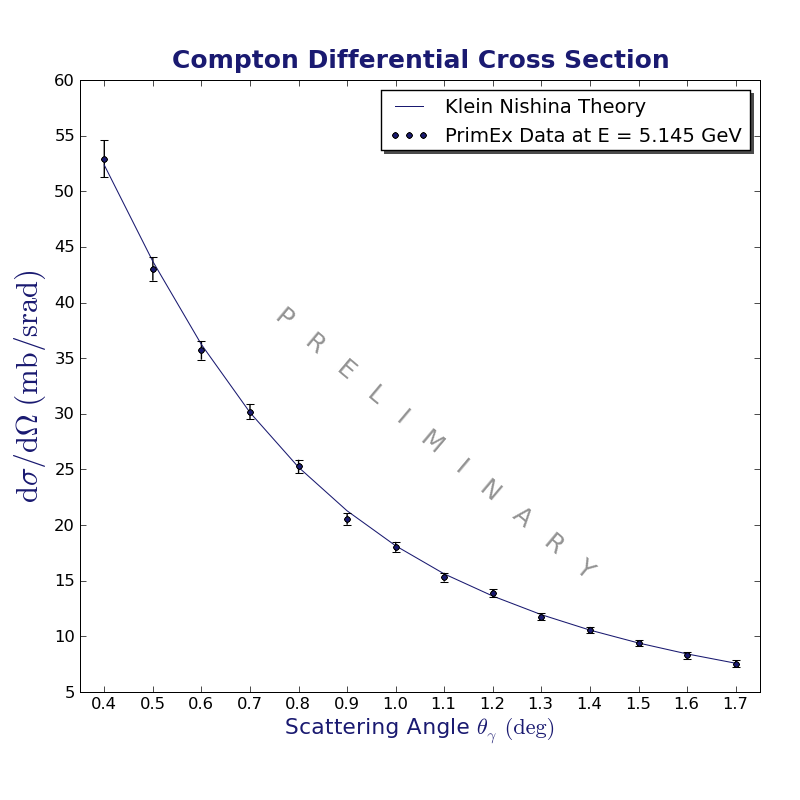 Compton Differential Cross Section
Klein Nishina Theory
PrimEx Data at E = 5.145 GeV
60
55
50
45
40
35
30
25
20
15
10
5
dσ/dΩ (mb/srad)
P R E L I M I N A R Y
0.4 0.5 0.6 0.7 0.8 0.9 1.0 1.1 1.2 1.3 1.4 1.5 1.6 1.7
Scattering Angle θγ (deg)